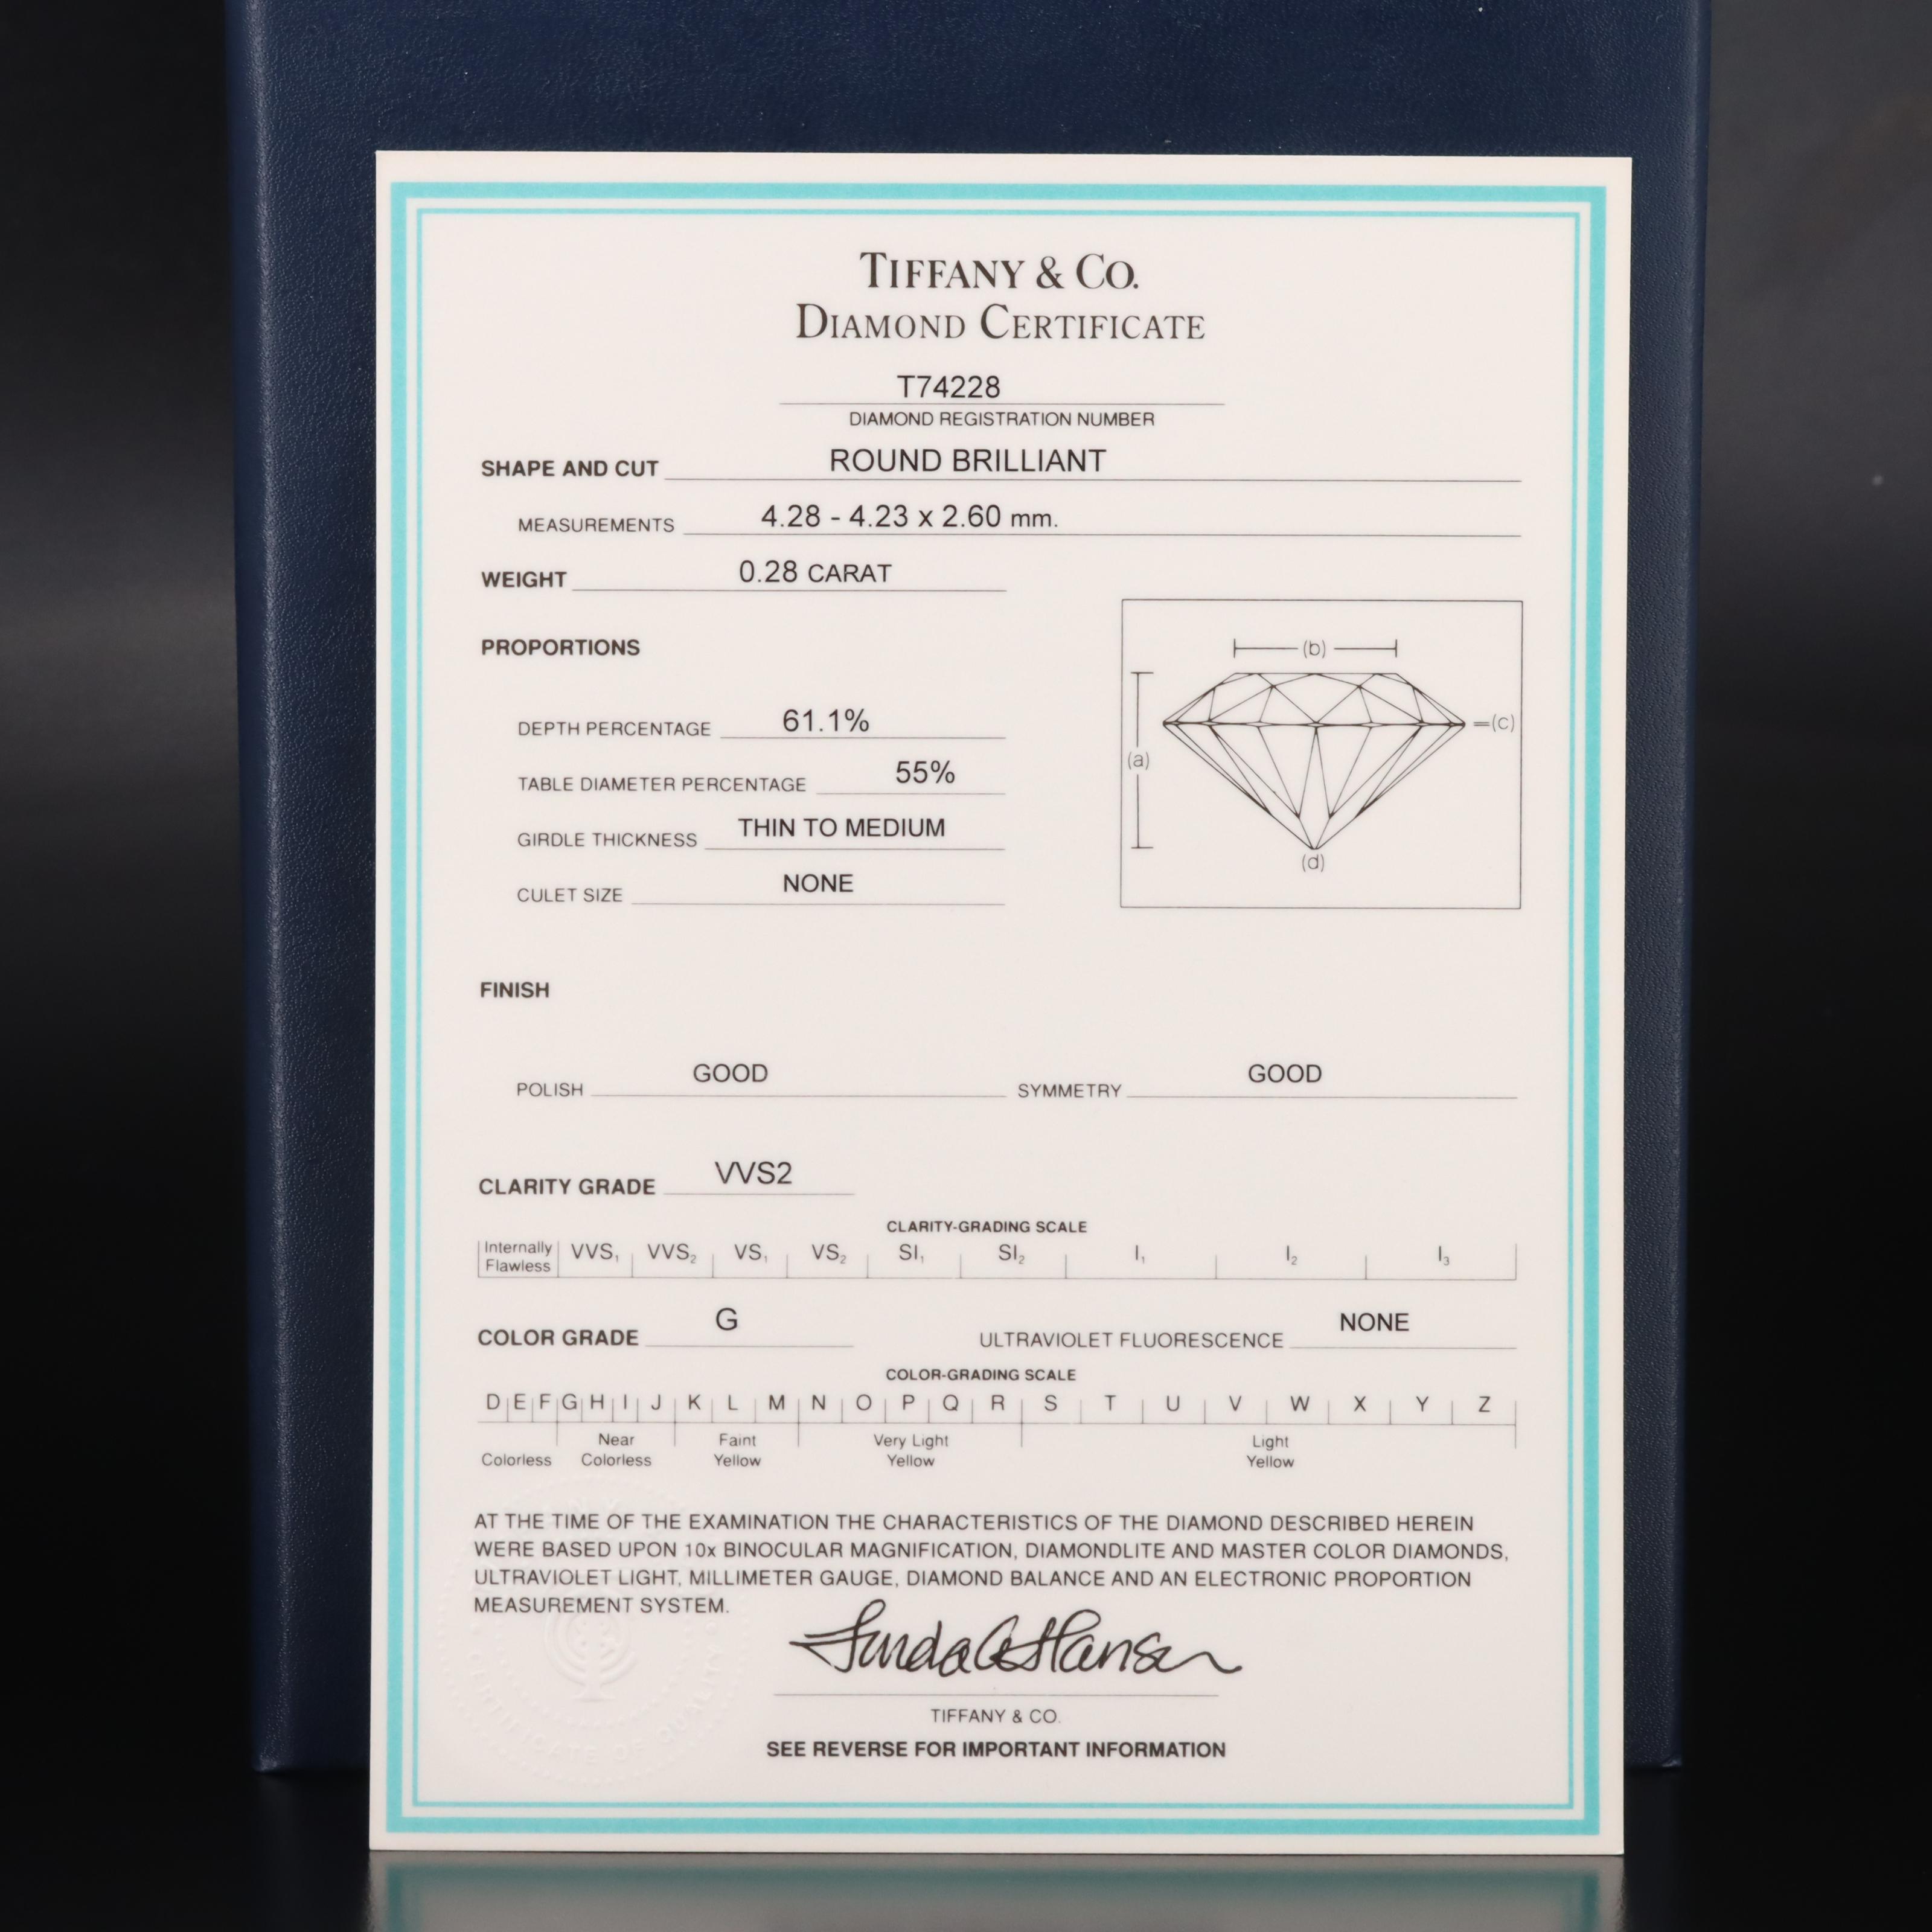 TIFFANY & CO.
DIAMOND CERTIFICATE
T74228
DIAMOND REGISTRATION NUMBER
SHAPE AND CUT ROUND BRILLIANT
MEASUREMENTS 4.28 - 4.23 x 2.60 mm.
WEIGHT 0.28 CARAT
PROPORTIONS
(b)
(c)
(a)
(d)
DEPTH PERCENTAGE 61.1%
TABLE DIAMETER PERCENTAGE 55%
GIRDLE THICKNESS THIN TO MEDIUM
CULET SIZE NONE
FINISH
POLISH GOOD SYMMETRY GOOD
CLARITY GRADE VVS2
CLARITY-GRADING SCALE
Internally Flawless VVS₁ VVS₂ VS₁ VS₂ SI₁ SI₂ I₁ I₂ I₃
COLOR GRADE G ULTRAVIOLET FLUORESCENCE NONE
COLOR-GRADING SCALE
D E F G H I J K L M N O P Q R S T U V W X Y Z
Colorless Near Colorless Faint Yellow Very Light Yellow Light Yellow
AT THE TIME OF THE EXAMINATION THE CHARACTERISTICS OF THE DIAMOND DESCRIBED HEREIN
WERE BASED UPON 10x BINOCULAR MAGNIFICATION, DIAMONDLITE AND MASTER COLOR DIAMONDS,
ULTRAVIOLET LIGHT, MILLIMETER GAUGE, DIAMOND BALANCE AND AN ELECTRONIC PROPORTION
MEASUREMENT SYSTEM.
CERTIFICATE OF QUALITY
TIFFANY & CO.
SEE REVERSE FOR IMPORTANT INFORMATION